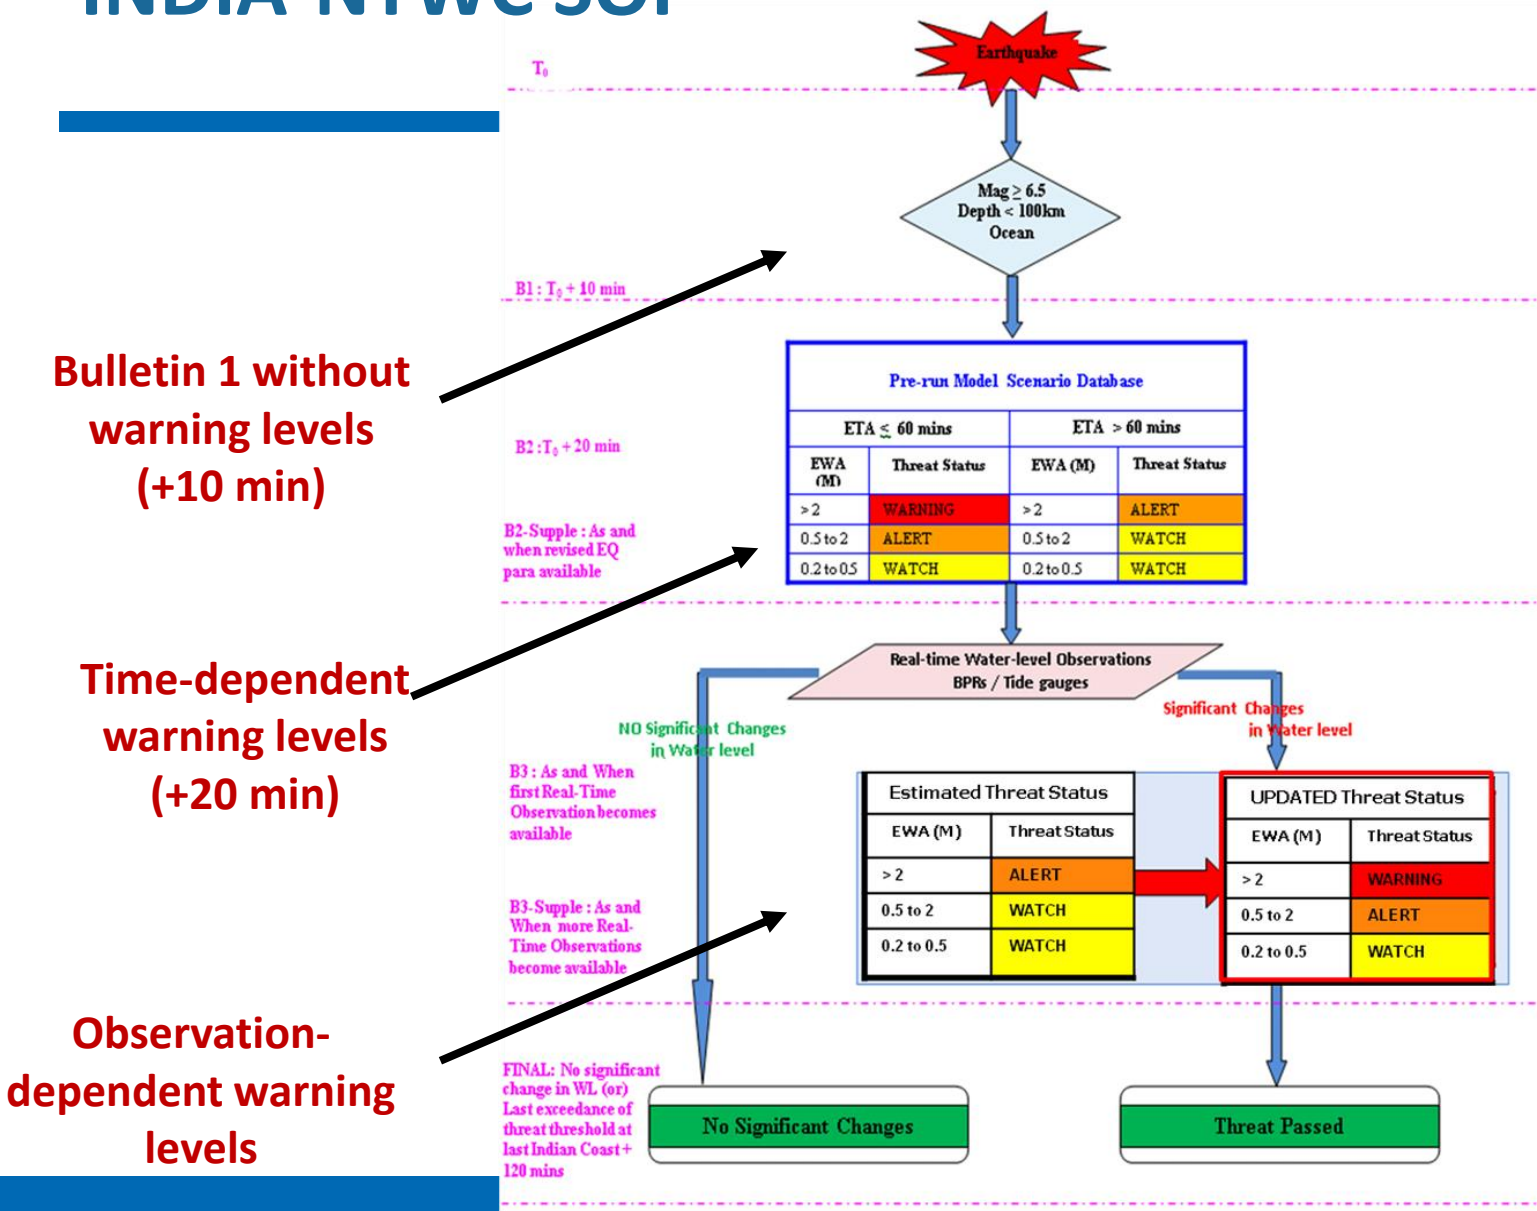 INDIA-NTWC SOP
Earthquake
T0
Mag ≥ 6.5
Depth < 100km
Ocean
B1 : T0 + 10 min
Bulletin 1 without
warning levels
(+10 min)
Pre-run Model Scenario Database
ETA ≤ 60 mins ETA > 60 mins
EWA (M) Threat Status EWA (M) Threat Status
> 2 WARNING > 2 ALERT
0.5 to 2 ALERT 0.5 to 2 WATCH
0.2 to 0.5 WATCH 0.2 to 0.5 WATCH
B2 :T0 + 20 min
B2-Supple : As and
when revised EQ
para available
Time-dependent
warning levels
(+20 min)
Real-time Water-level Observations
BPRs / Tide gauges
NO Significant Changes
in Water level
Significant Changes
in Water level
B3 : As and When
first Real-Time
Observation becomes
available
Estimated Threat Status
EWA (M) Threat Status
> 2 ALERT
0.5 to 2 WATCH
0.2 to 0.5 WATCH
UPDATED Threat Status
EWA (M) Threat Status
> 2 WARNING
0.5 to 2 ALERT
0.2 to 0.5 WATCH
B3-Supple : As and
When more Real-
Time Observations
become available
Observation-
dependent warning
levels
FINAL: No significant
change in WL (or)
Last exceedance of
threat threshold at
last Indian Coast +
120 mins
No Significant Changes
Threat Passed